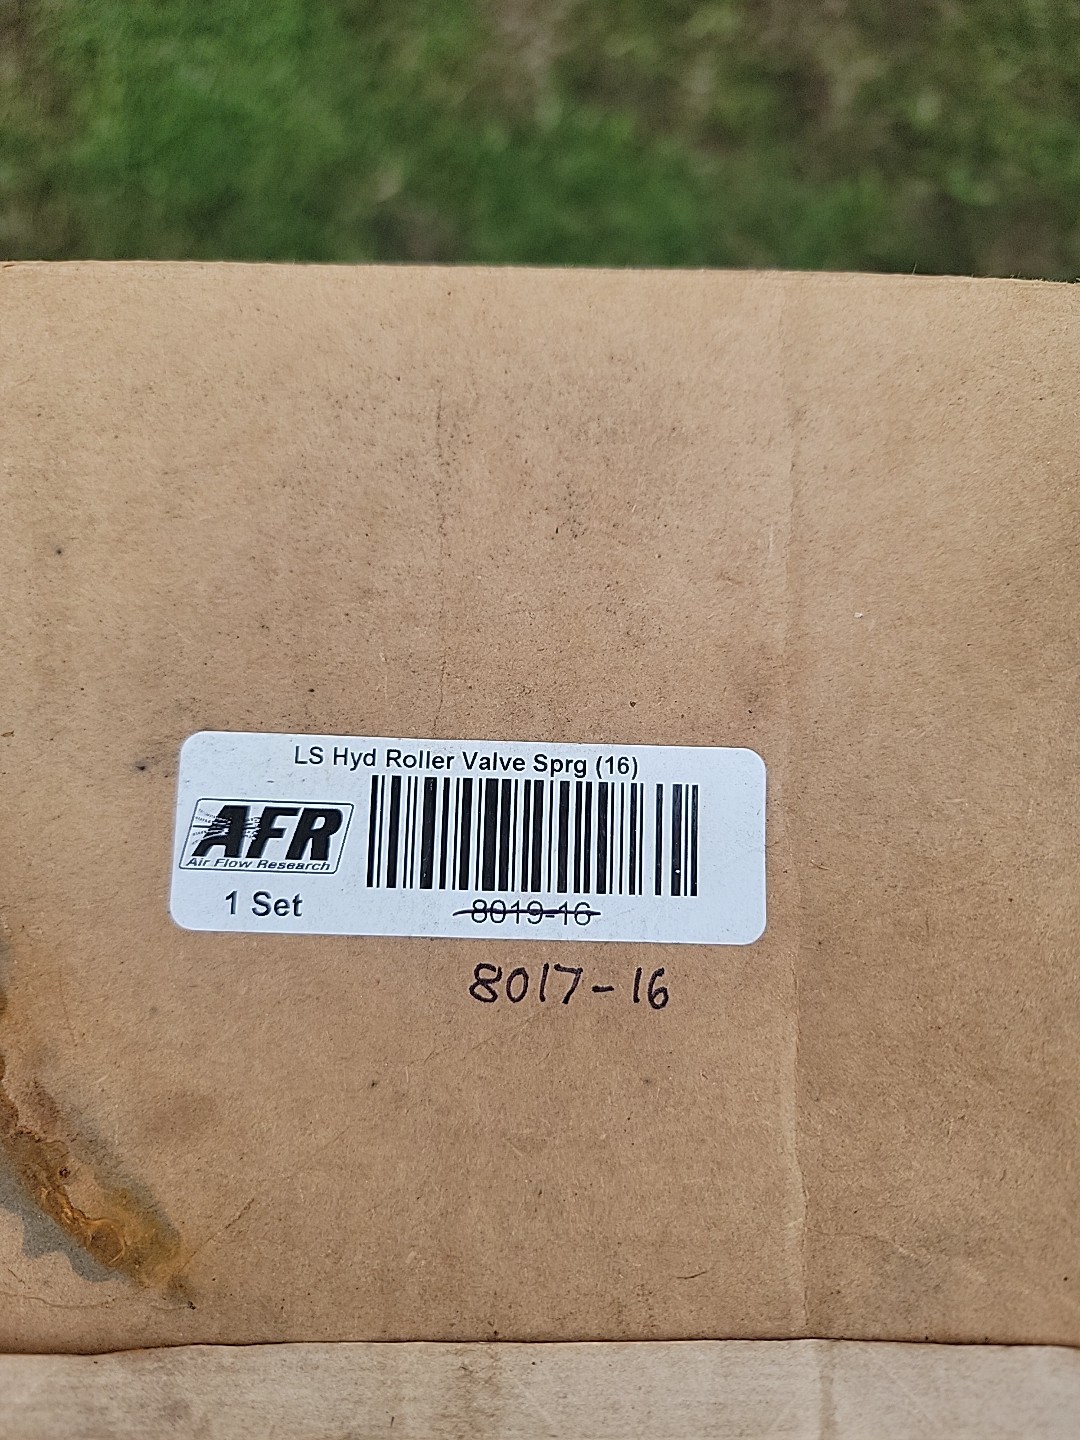 LS Hyd Roller Valve Sprg (16)
AFR
Air Flow Research
1 Set
8019-16
8017-16